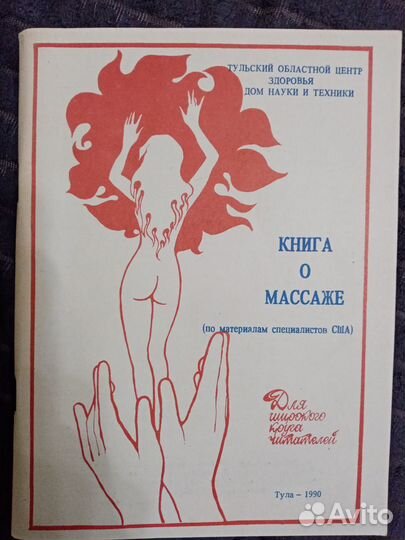 ТУЛЬСКИЙ ОБЛАСТНОЙ ЦЕНТР
ЗДОРОВЬЯ
ДОМ НАУКИ И ТЕХНИКИ
КНИГА
О
МАССАЖЕ
(по материалам специалистов США)
Для
широкого
круга
читателей
Тула – 1990
Avito